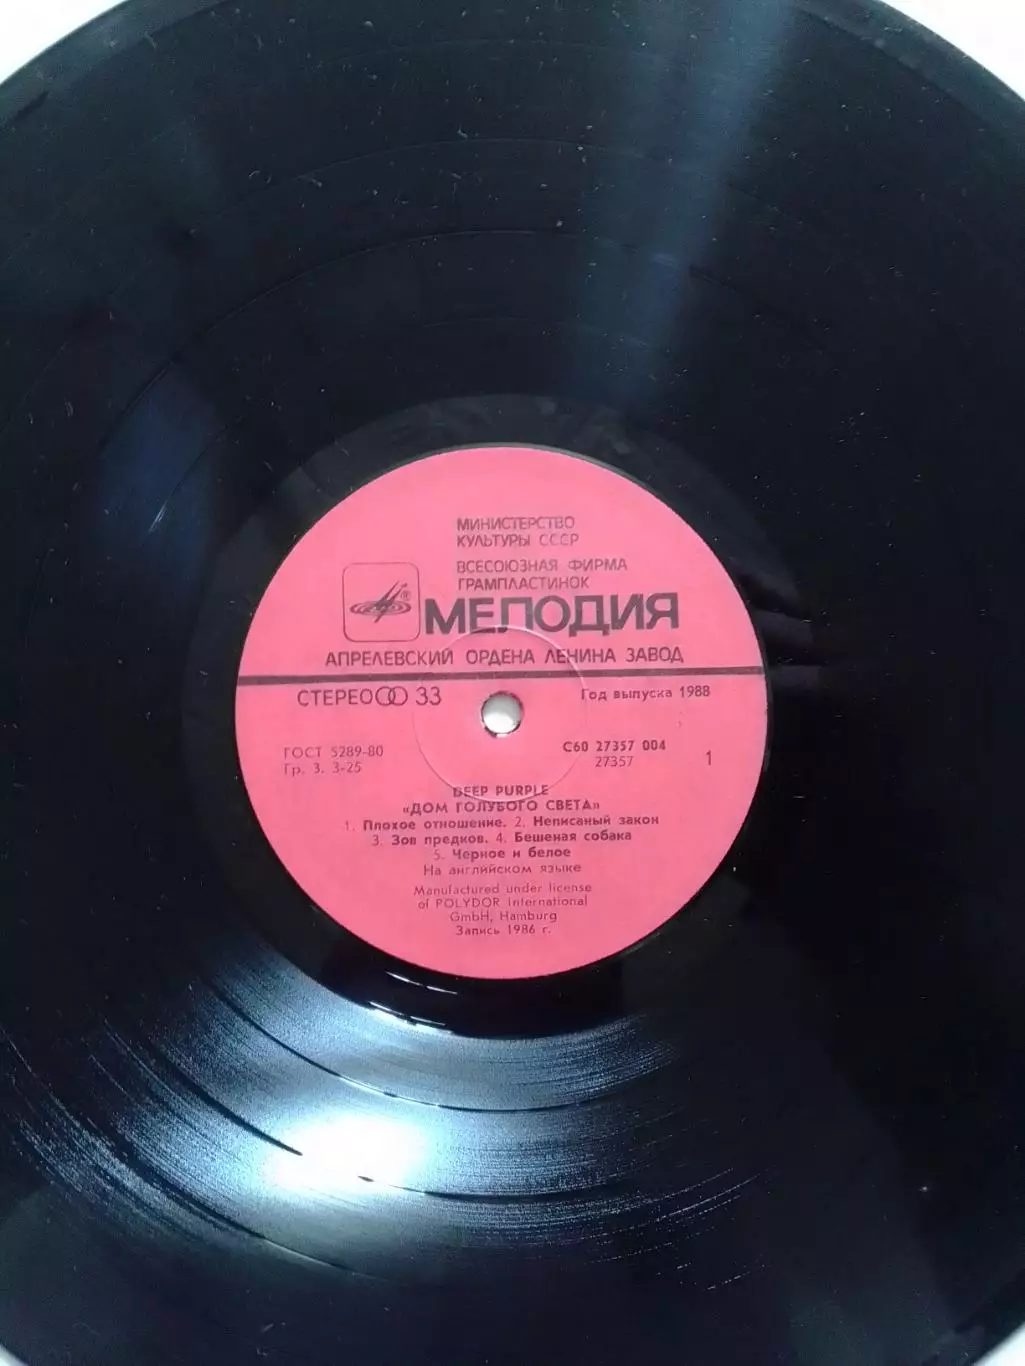 МИНИСТЕРСТВО
КУЛЬТУРЫ СССР
ВСЕСОЮЗНАЯ ФИРМА
ГРАМПЛАСТИНОК
®
МЕЛОДИЯ
АПРЕЛЕВСКИЙ ОРДЕНА ЛЕНИНА ЗАВОД
СТЕРЕО 33
Год выпуска 1988
ГОСТ 5289-80
Гр. 3. 3-25
С60 27357 004
27357
1
DEEP PURPLE
«ДОМ ГОЛУБОГО СВЕТА»
1. Плохое отношение. 2. Неписаный закон
3. Зов предков. 4. Бешеная собака
5. Черное и белое
На английском языке
Manufactured under license
of POLYDOR International
GmbH, Hamburg
Запись 1986 г.